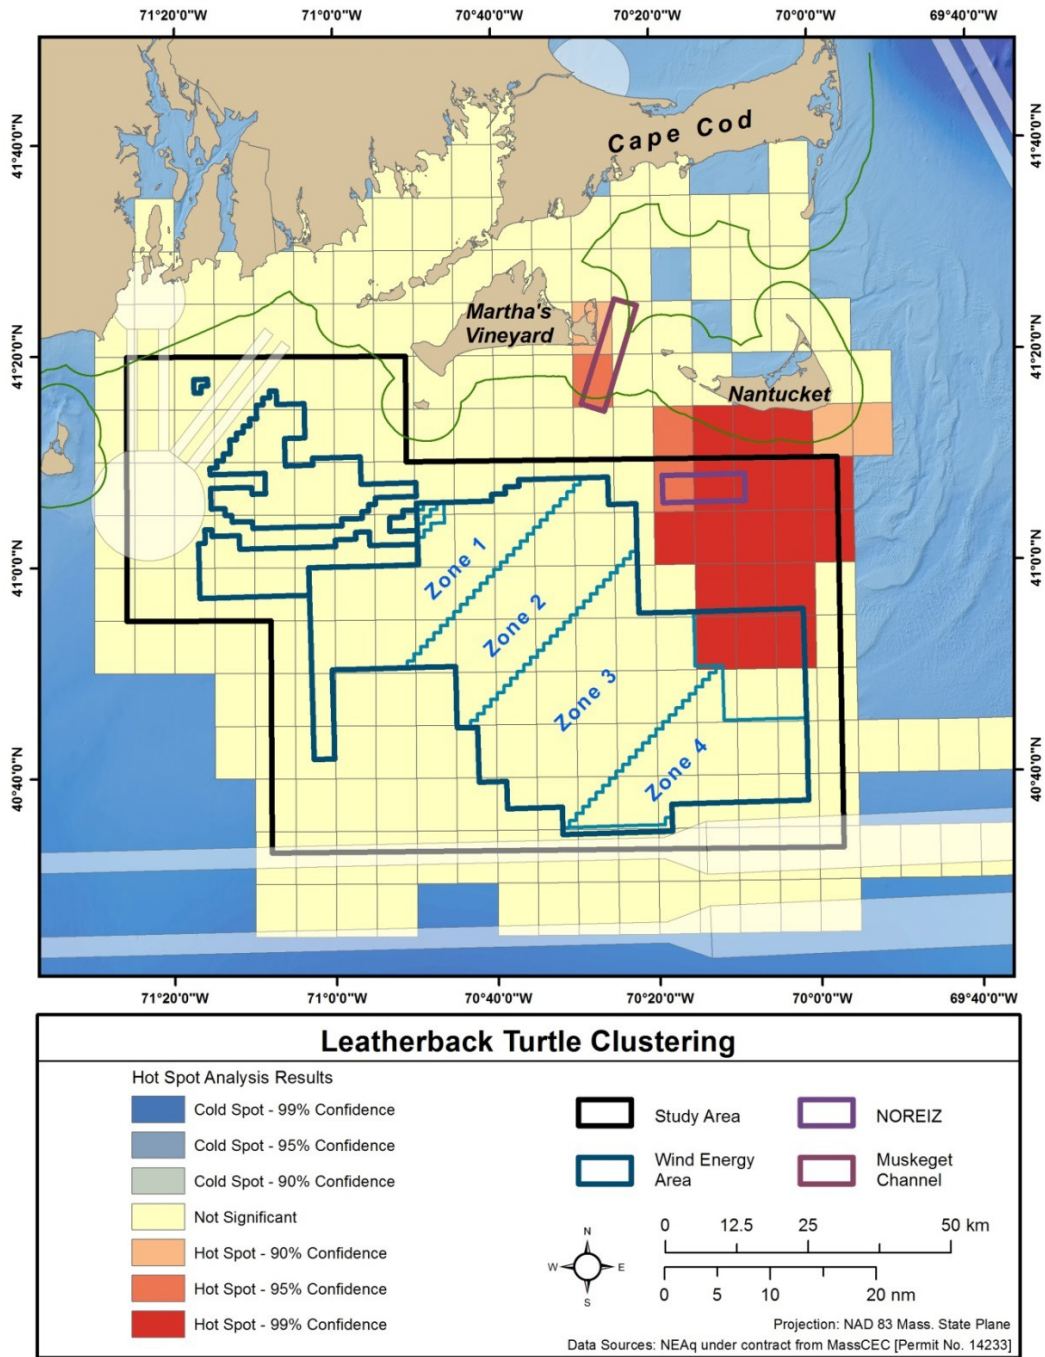 71°20'0"W 71°0'0"W 70°40'0"W 70°20'0"W 70°0'0"W 69°40'0"W
41°40'0"N
41°40'0"N
Cape Cod
Martha's
Vineyard
41°20'0"N
41°20'0"N
Nantucket
41°0'0"N
41°0'0"N
Zone 1
Zone 2
Zone 3
Zone 4
40°40'0"N
40°40'0"N
71°20'0"W 71°0'0"W 70°40'0"W 70°20'0"W 70°0'0"W 69°40'0"W
Leatherback Turtle Clustering
Hot Spot Analysis Results
Cold Spot - 99% Confidence
Cold Spot - 95% Confidence
Cold Spot - 90% Confidence
Not Significant
Hot Spot - 90% Confidence
Hot Spot - 95% Confidence
Hot Spot - 99% Confidence
Study Area
NOREIZ
Wind Energy
Area
Muskeget
Channel
N
W E
S
0 12.5 25 50 km
0 5 10 20 nm
Projection: NAD 83 Mass. State Plane
Data Sources: NEAq under contract from MassCEC [Permit No. 14233]